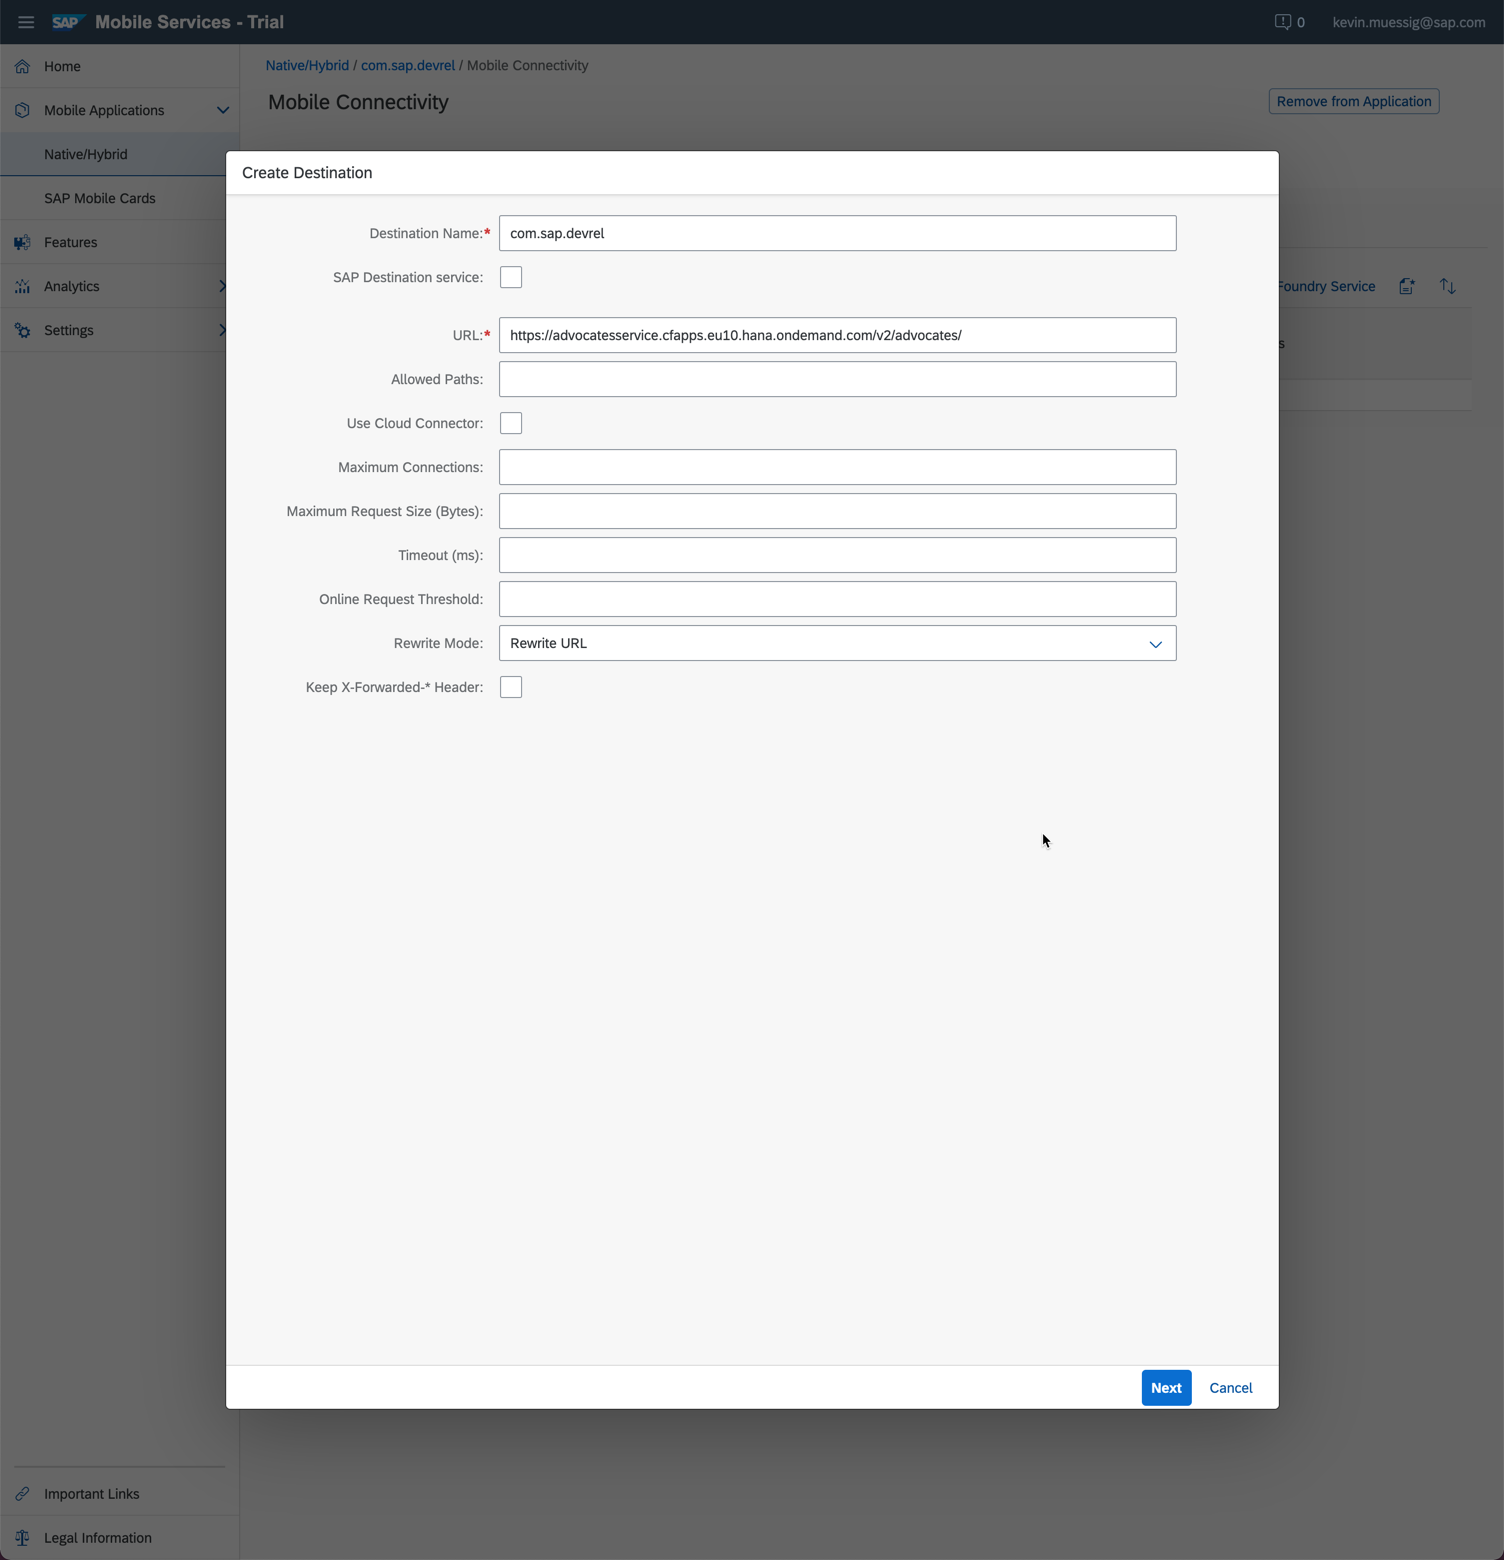 SAP Mobile Services - Trial
0 kevin.muessig@sap.com
Home
Mobile Applications
Native/Hybrid
SAP Mobile Cards
Features
Analytics
Settings
Native/Hybrid / com.sap.devrel / Mobile Connectivity
Mobile Connectivity
Remove from Application
Foundry Service
s
Create Destination
Destination Name:* com.sap.devrel
SAP Destination service:
URL:* https://advocatesservice.cfapps.eu10.hana.ondemand.com/v2/advocates/
Allowed Paths:
Use Cloud Connector:
Maximum Connections:
Maximum Request Size (Bytes):
Timeout (ms):
Online Request Threshold:
Rewrite Mode: Rewrite URL
Keep X-Forwarded-* Header:
Next Cancel
Important Links
Legal Information